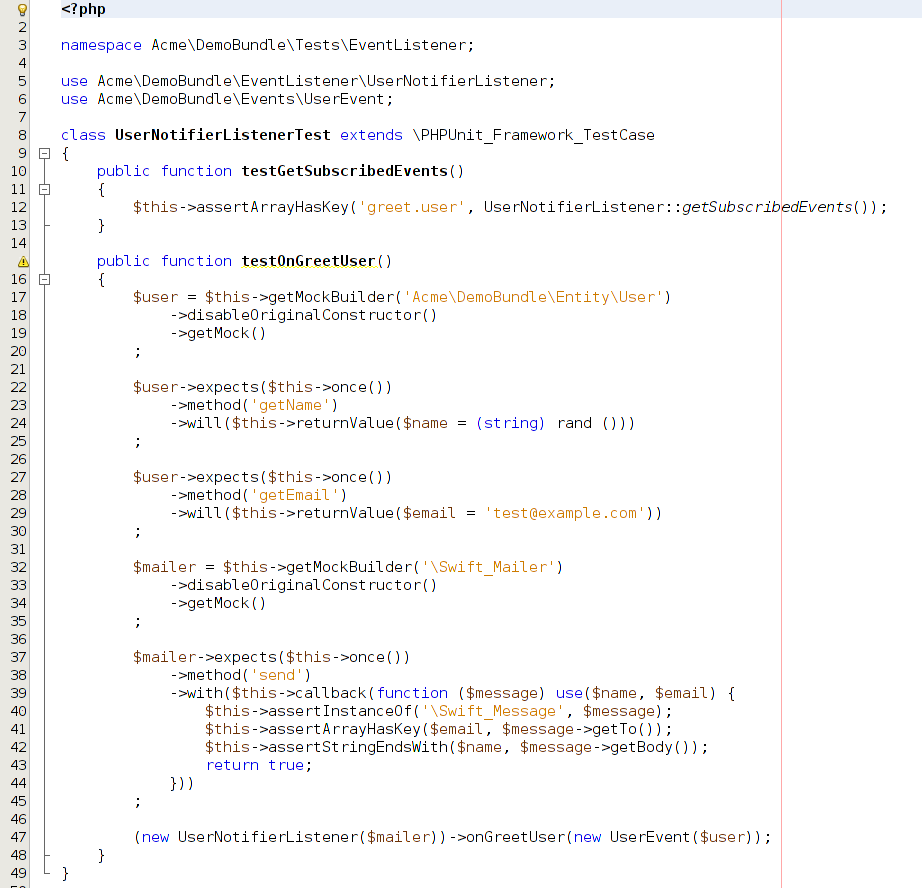 1 <?php
2
3 namespace Acme\DemoBundle\Tests\EventListener;
4
5 use Acme\DemoBundle\EventListener\UserNotifierListener;
6 use Acme\DemoBundle\Events\UserEvent;
7
8 class UserNotifierListenerTest extends \PHPUnit_Framework_TestCase
9 {
10     public function testGetSubscribedEvents()
11     {
12         $this->assertArrayHasKey('greet.user', UserNotifierListener::getSubscribedEvents());
13     }
14
    public function testOnGreetUser()
16     {
17         $user = $this->getMockBuilder('Acme\DemoBundle\Entity\User')
18             ->disableOriginalConstructor()
19             ->getMock()
20         ;
21
22         $user->expects($this->once())
23             ->method('getName')
24             ->will($this->returnValue($name = (string) rand ()))
25         ;
26
27         $user->expects($this->once())
28             ->method('getEmail')
29             ->will($this->returnValue($email = 'test@example.com'))
30         ;
31
32         $mailer = $this->getMockBuilder('\Swift_Mailer')
33             ->disableOriginalConstructor()
34             ->getMock()
35         ;
36
37         $mailer->expects($this->once())
38             ->method('send')
39             ->with($this->callback(function ($message) use($name, $email) {
40                 $this->assertInstanceOf('\Swift_Message', $message);
41                 $this->assertArrayHasKey($email, $message->getTo());
42                 $this->assertStringEndsWith($name, $message->getBody());
43                 return true;
44             }))
45         ;
46
47         (new UserNotifierListener($mailer))->onGreetUser(new UserEvent($user));
48     }
49 }